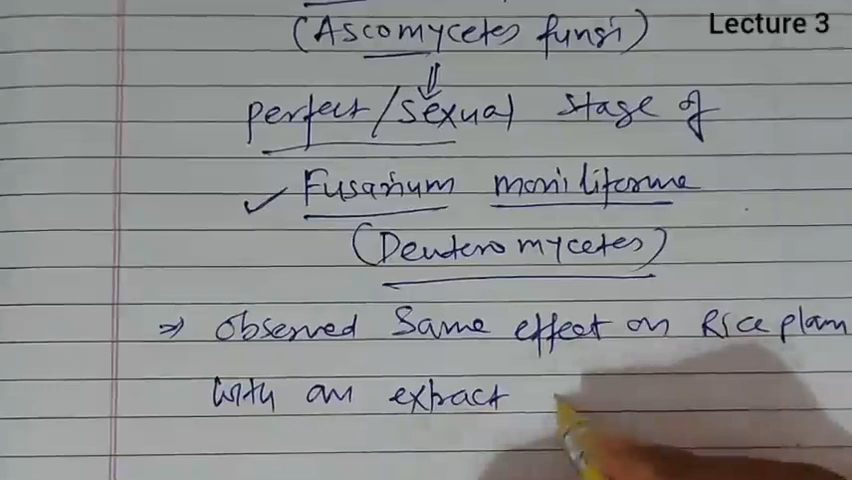 (Ascomycetes fungi)
Lecture 3
⇓
perfect/sexual stage of
✓ Fusarium moniliforme
(Deuteromycetes)
⇒ Observed Same effect on Rice plan
with an extract